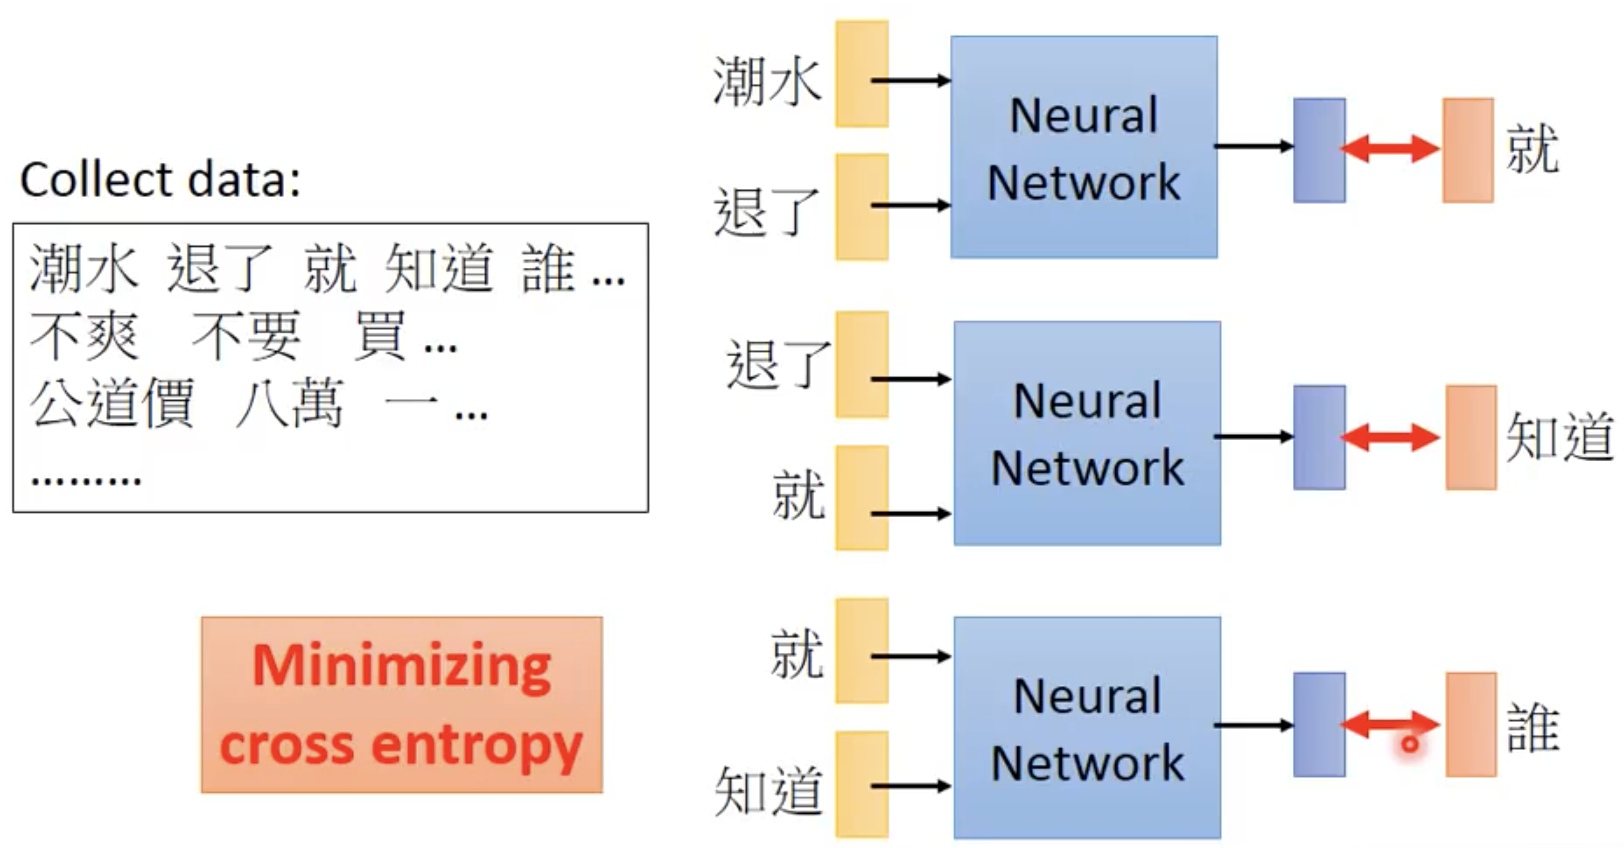 Collect data:
潮水 退了 就 知道 誰 ...
不爽 不要 買 ...
公道價 八萬 一 ...
.........
Minimizing
cross entropy
潮水
退了
Neural
Network
就
退了
就
Neural
Network
知道
就
知道
Neural
Network
誰